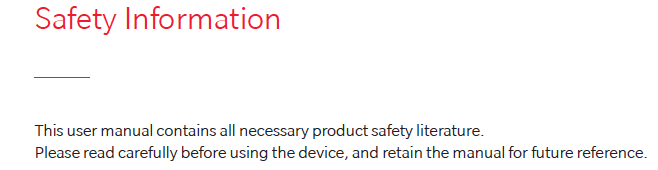 Safety Information
This user manual contains all necessary product safety literature.
Please read carefully before using the device, and retain the manual for future reference.